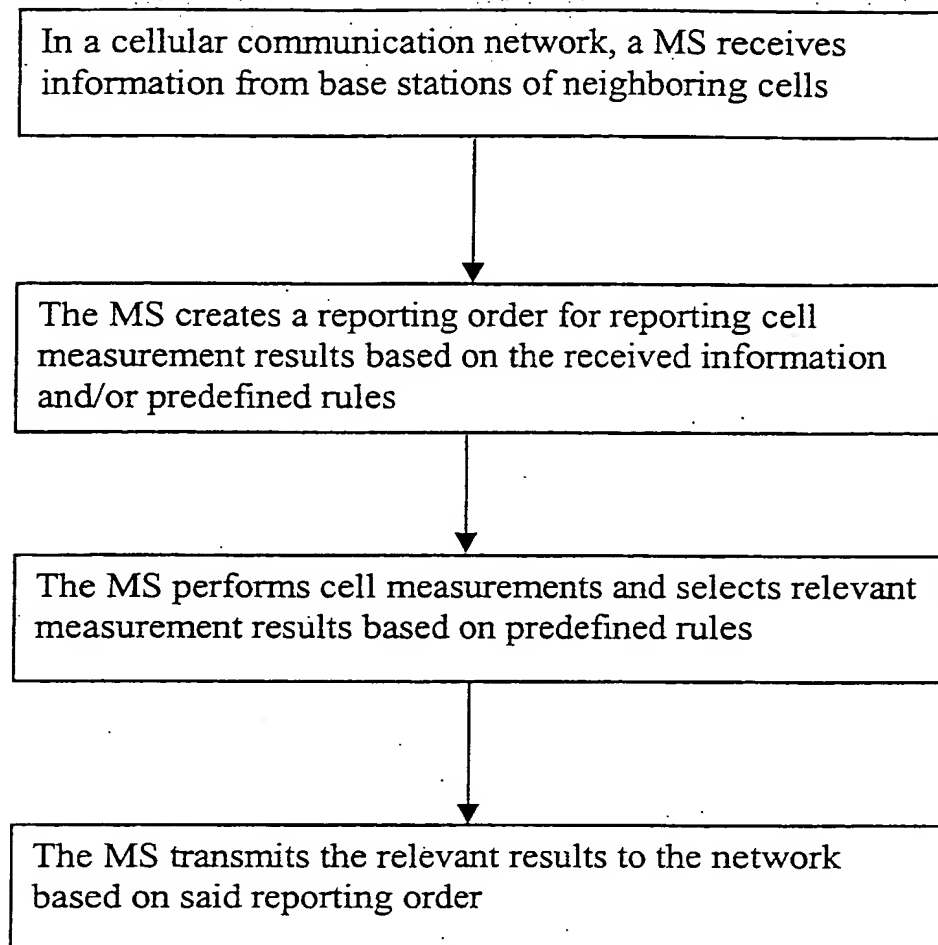 In a cellular communication network, a MS receives
information from base stations of neighboring cells
The MS creates a reporting order for reporting cell
measurement results based on the received information
and/or predefined rules
The MS performs cell measurements and selects relevant
measurement results based on predefined rules
The MS transmits the relevant results to the network
based on said reporting order